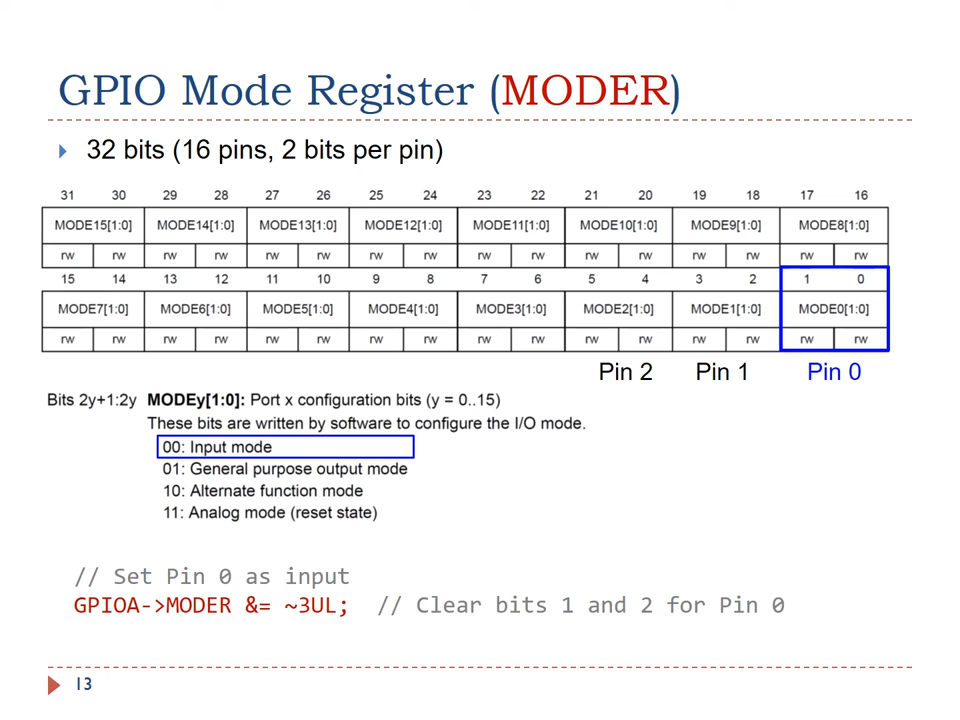 GPIO Mode Register (MODER)
32 bits (16 pins, 2 bits per pin)
31 30 29 28 27 26 25 24 23 22 21 20 19 18 17 16
MODE15[1:0] MODE14[1:0] MODE13[1:0] MODE12[1:0] MODE11[1:0] MODE10[1:0] MODE9[1:0] MODE8[1:0]
rw rw rw rw rw rw rw rw rw rw rw rw rw rw rw rw
15 14 13 12 11 10 9 8 7 6 5 4 3 2 1 0
MODE7[1:0] MODE6[1:0] MODE5[1:0] MODE4[1:0] MODE3[1:0] MODE2[1:0] MODE1[1:0] MODE0[1:0]
rw rw rw rw rw rw rw rw rw rw rw rw rw rw rw rw
Pin 2 Pin 1 Pin 0
Bits 2y+1:2y MODEy[1:0]: Port x configuration bits (y = 0..15)
These bits are written by software to configure the I/O mode.
00: Input mode
01: General purpose output mode
10: Alternate function mode
11: Analog mode (reset state)
// Set Pin 0 as input
GPIOA->MODER &= ~3UL; // Clear bits 1 and 2 for Pin 0
13